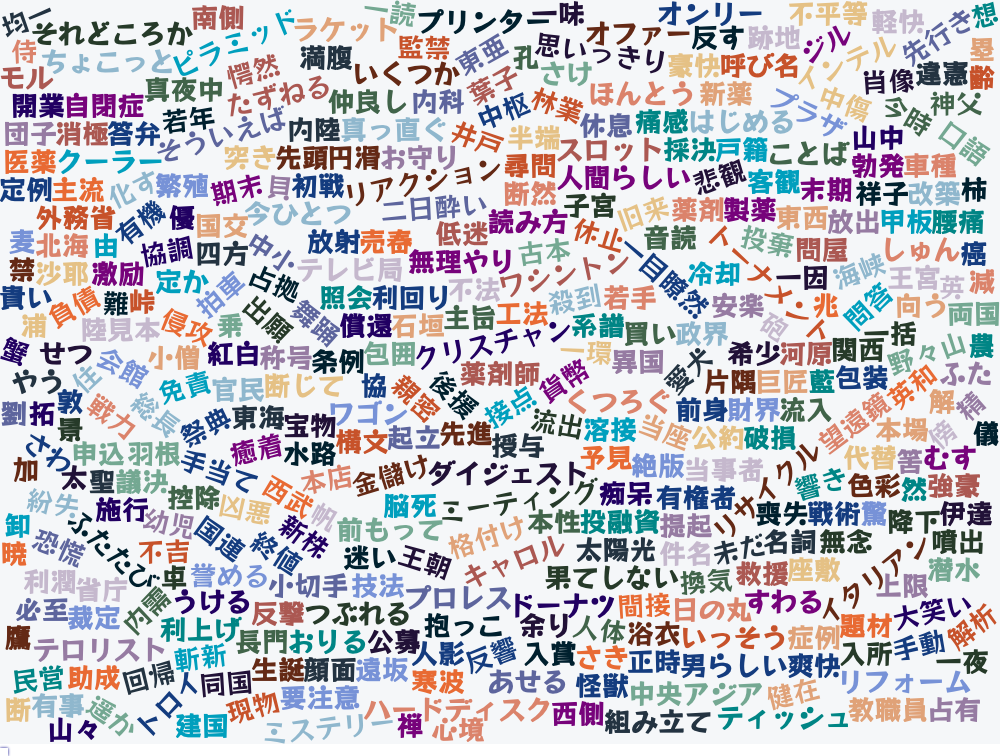 均一 それどころか 南側 一読 プリンター 一味 オンリー 不平等 軽快 先行き 想
侍 ちょこっと ピラミッド ラケット 監禁 東亜 孔 思いっきり オファー 反す 跡地 ジル インテル 塁
モル 真夜中 愕然 満腹 いくつか 葉子 さけ 豪快 呼び名 肖像 違憲 齢
開業 自閉症 若年 たずねる 仲良し 内科 中枢 林業 ほんとう 新薬 プラザ 中傷 今時 神父
団子 消極 答弁 そういえば 内陸 真っ直ぐ 井戸 半端 休息 痛感 はじめる 山中 口語
医薬 クーラー 突き 先頭 円滑 お守り 尋問 スロット 採決 戸籍 ことば 勃発 車種
定例 主流 化す 繁殖 期末 貝 初戦 リアクション 断然 人間らしい 悲観 客観 末期 祥子 改築 柿
外務省 有機 優 国交 今ひとつ 二日酔い 読み方 子宮 旧来 薬剤 製薬 東西 放出 甲板 腰痛
麦 北海 由 協調 四方 中小 放射 売春 低迷 古本 休止 音読 イーメメント 投棄 問屋 しゅん 癌
禁 沙耶 激励 定か 拍車 占拠 テレビ局 無理やり ワシントン 一目瞭然 冷却 一因 海峡 王宮 英 減
貴い 負債 難 峠 出願 舞踊 照会 利回り 不法 殺到 若手 安楽 兆 問答 向う 両国
浦 陸見本 侵攻 乗 償還 石垣 主旨 工法 系譜 買い 政界 砲 一括
蟹 せつ 会館 小僧 紅白 称号 条例 包囲 クリスチャン 一環 異国 愛犬 希少 河原 関西 野々山 農
やう 住 免責 官民 断じて 協 親密 後援 薬剤師 貨幣 片隅 巨匠 藍 包装 英和 ふた
劉 拓 敦 戦力 総長 祭典 東海 宝物 ワゴン 接点 くつろぐ 前身 財界 流入 望遠鏡 解 精
景 さわ 申込 羽根 手当て 癒着 水路 構文 起立 先進 授与 流出 溶接 当座 公約 破損 本場 傍 儀
加 太 聖 議決 控除 西武 本店 金儲け ダイジェスト 予見 絶版 当事者 リサイクル 代替 答 むす
紛失 施行 幼児 凶悪 新株 帆 脳死 ミーティング 痴呆 有権者 響き 色彩 然 強豪
卸 ふたたび 国連 終値 前もって 格付け 本性 投融資 提起 喪失 戦術 驚 降下 伊達
暁 恐慌 不吉 迷い 王朝 キャロル 太陽光 件名 未だ 名詞 無念 イタリアン 噴出
利潤 省庁 卓 誉める 小切手 技法 プロレス 果てしない 換気 救援 座敷 上限 潜水
必至 裁定 内臓 うける 反撃 つぶれる ドーナツ 間接 日の丸 すわる 大笑い
鷹 テロリスト 利上げ 長門 おりる 公募 抱っこ 余り 人体 浴衣 いっそう 症例 題材 手動 解析
民営 助成 回帰 斬新 生誕 顔面 遠坂 人影 反響 入賞 さき 正時 男らしい 爽快 入所 一夜
断 有事 遥か トロイ 同国 現物 要注意 寒波 あせる 怪獣 中央アジア 健在 リフォーム
山々 建国 ミステリー ハードディスク 禅 心境 西側 組み立て ティッシュ 教職員 占有